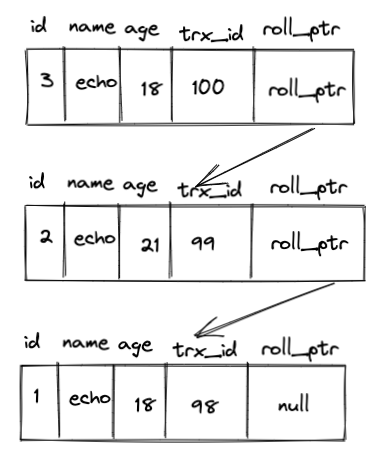 id name age trx_id roll_ptr
3 echo 18 100 roll_ptr
id name age trx_id roll_ptr
2 echo 21 99 roll_ptr
id name age trx_id roll_ptr
1 echo 18 98 null